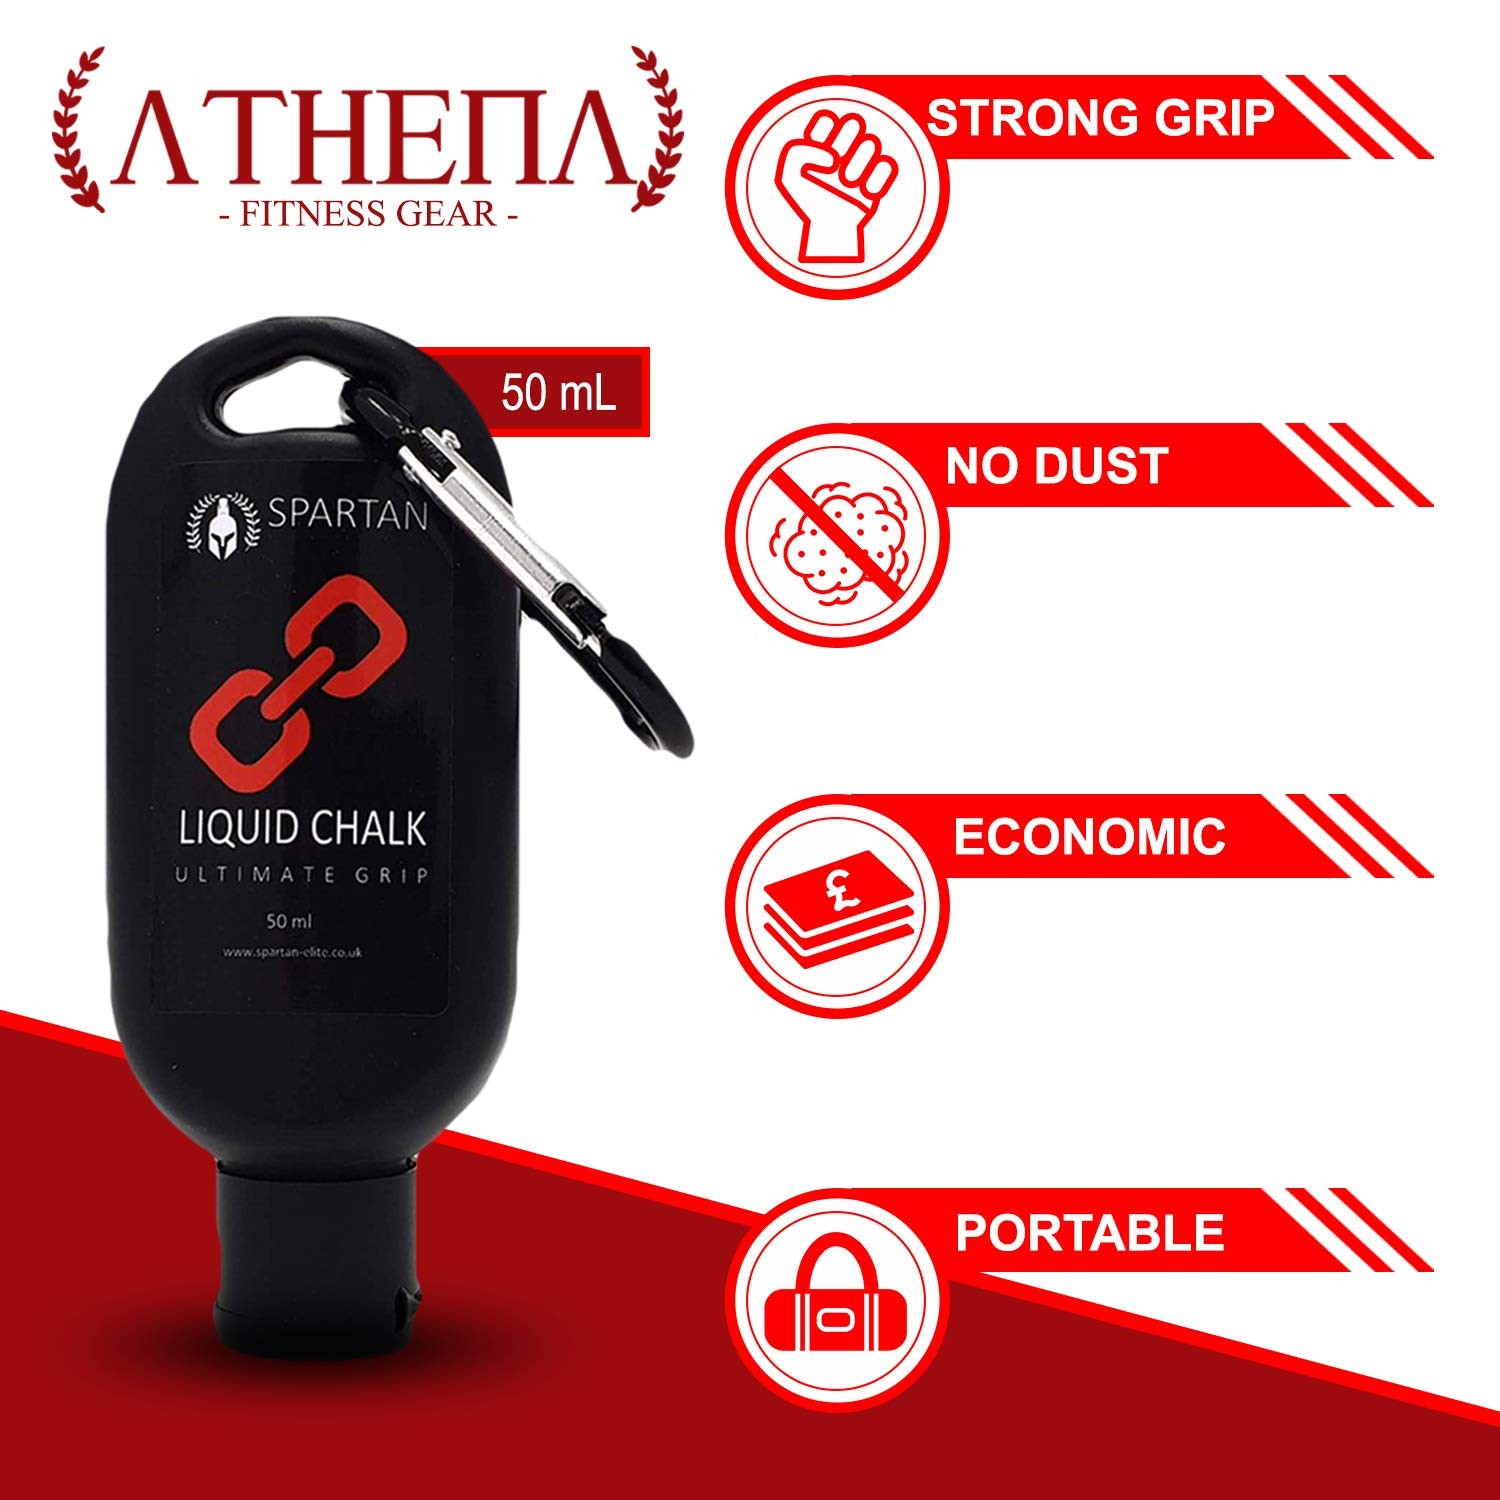 ΛTHEПΛ
- FITNESS GEAR -
50 mL
SPARTAN
LIQUID CHALK
ULTIMATE GRIP
50 ml
www.spartan-elite.co.uk
STRONG GRIP
NO DUST
£
ECONOMIC
PORTABLE